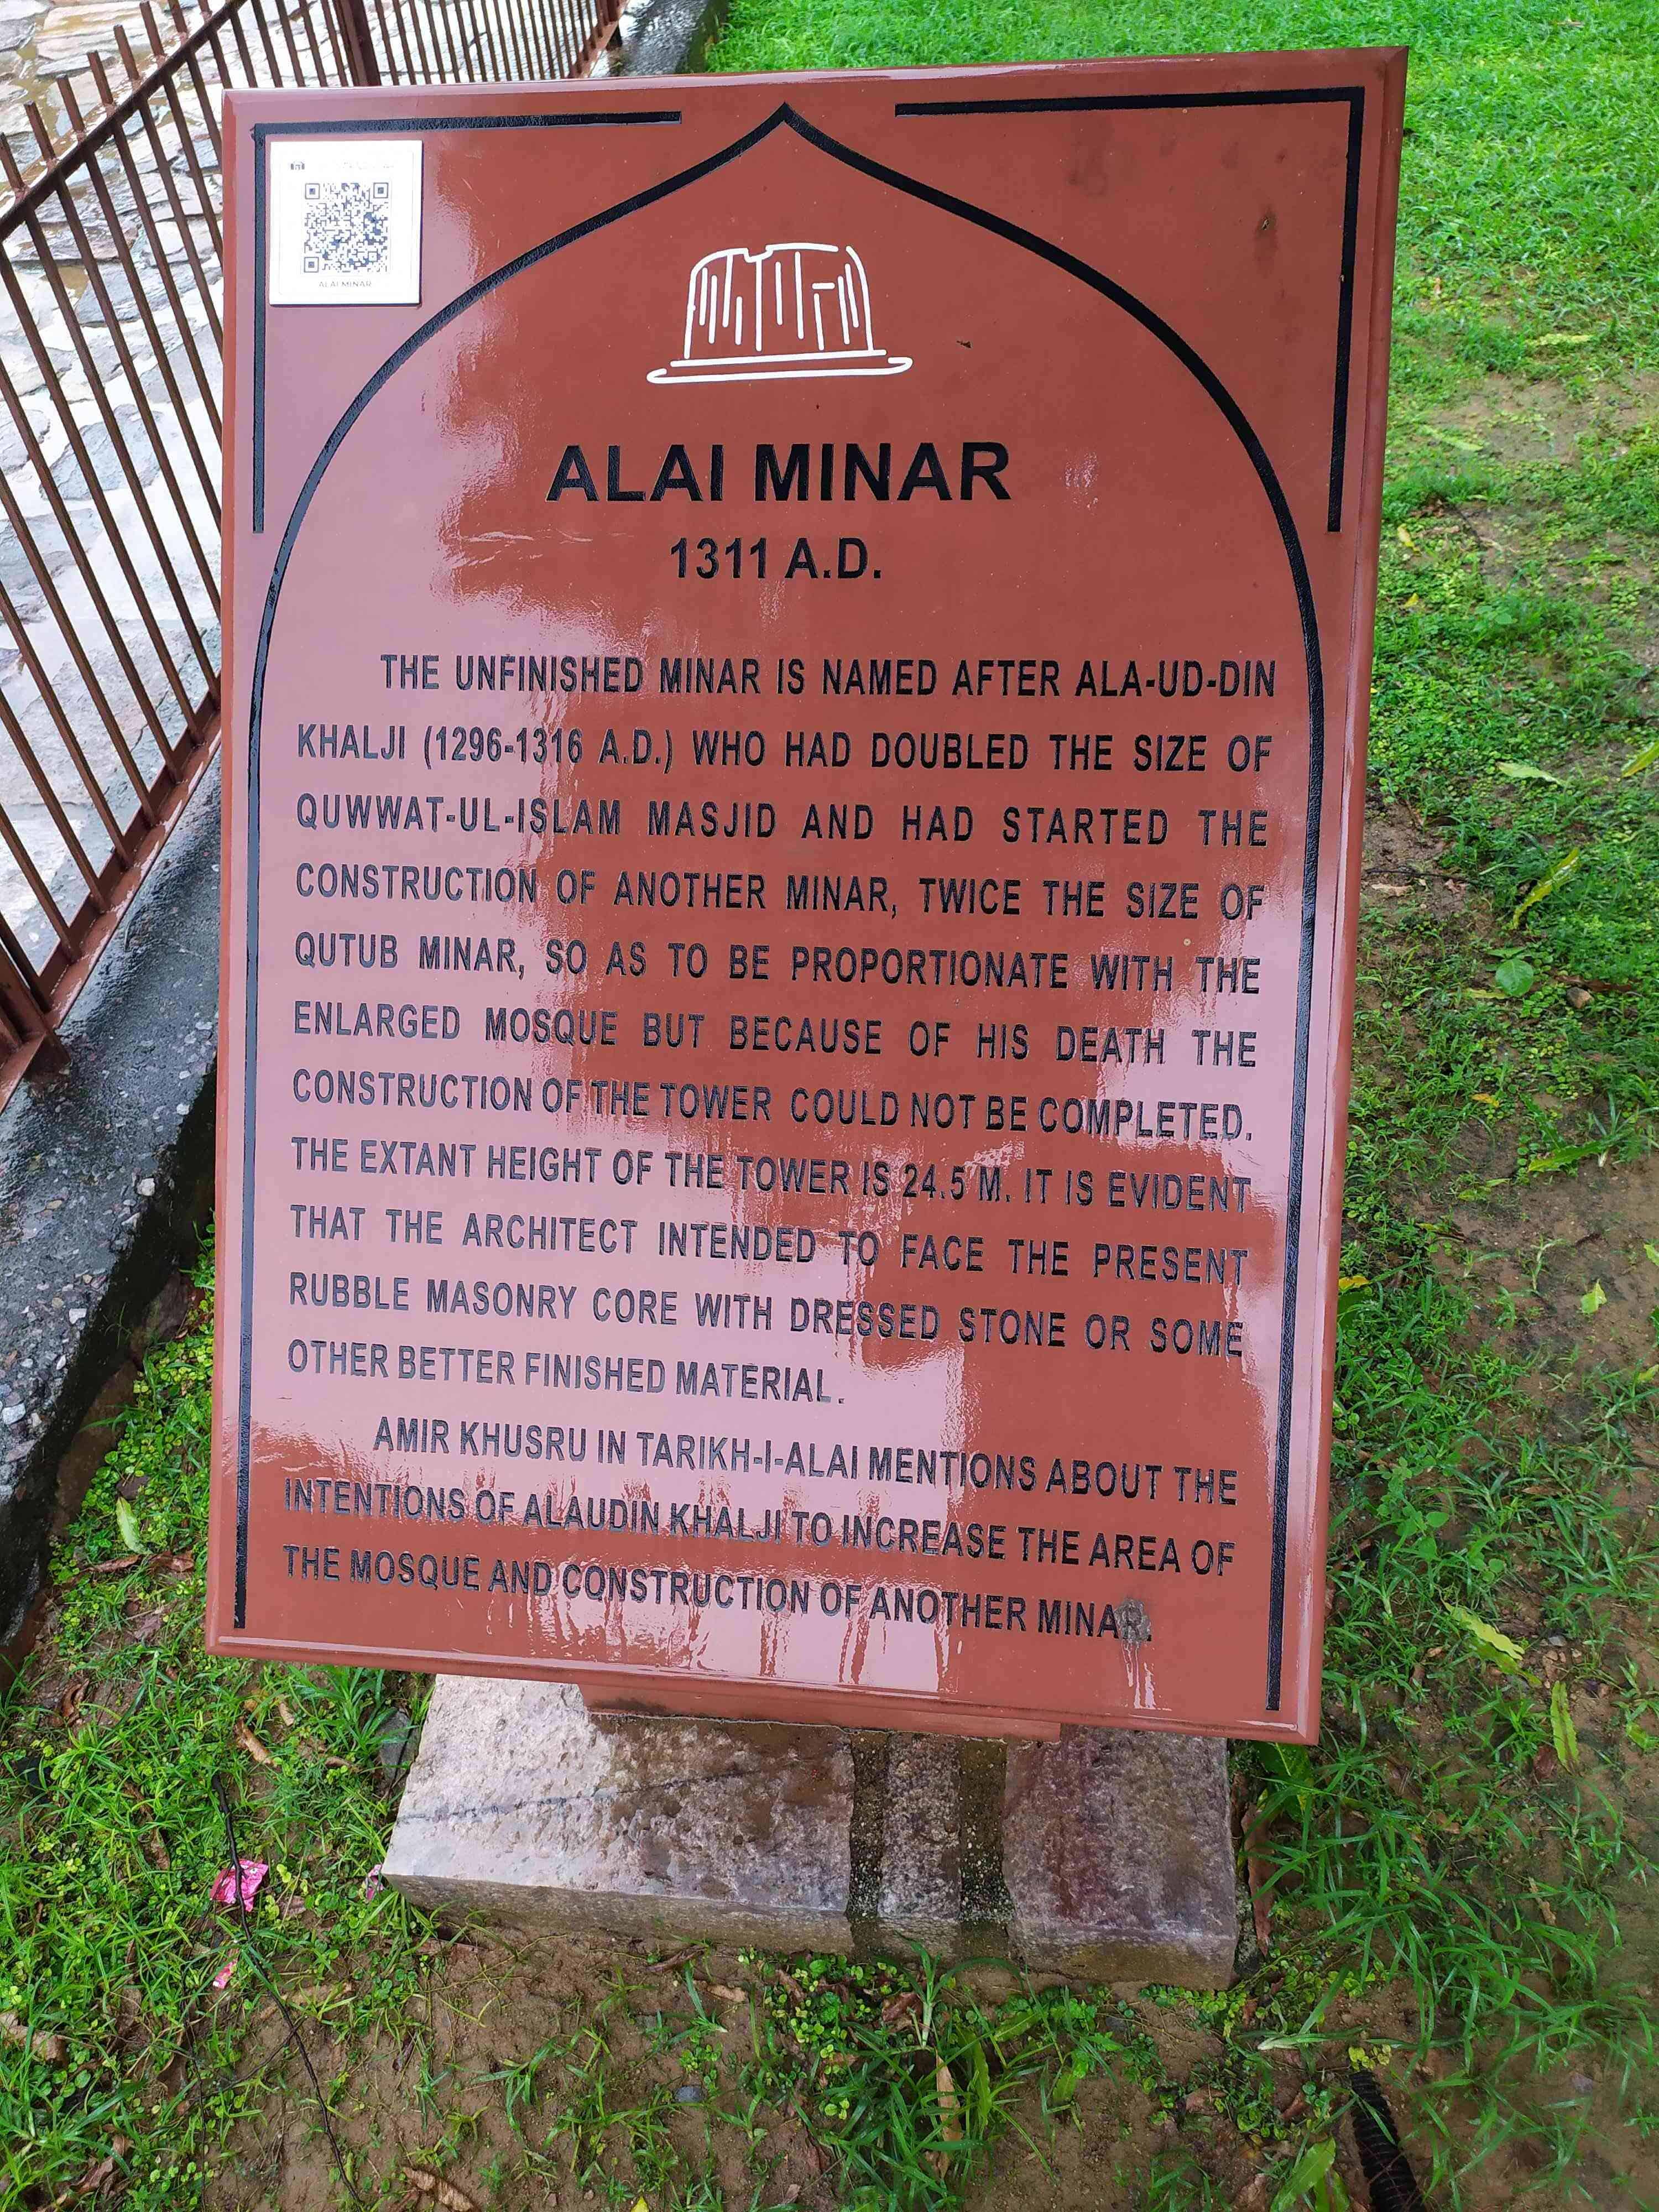 ALAI MINAR
ALAI MINAR
1311 A.D.
THE UNFINISHED MINAR IS NAMED AFTER ALA-UD-DIN
KHALJI (1296-1316 A.D.) WHO HAD DOUBLED THE SIZE OF
QUWWAT-UL-ISLAM MASJID AND HAD STARTED THE
CONSTRUCTION OF ANOTHER MINAR, TWICE THE SIZE OF
QUTUB MINAR, SO AS TO BE PROPORTIONATE WITH THE
ENLARGED MOSQUE BUT BECAUSE OF HIS DEATH THE
CONSTRUCTION OF THE TOWER COULD NOT BE COMPLETED.
THE EXTANT HEIGHT OF THE TOWER IS 24.5 M. IT IS EVIDENT
THAT THE ARCHITECT INTENDED TO FACE THE PRESENT
RUBBLE MASONRY CORE WITH DRESSED STONE OR SOME
OTHER BETTER FINISHED MATERIAL.
AMIR KHUSRU IN TARIKH-I-ALAI MENTIONS ABOUT THE
INTENTIONS OF ALAUDIN KHALJI TO INCREASE THE AREA OF
THE MOSQUE AND CONSTRUCTION OF ANOTHER MINAR.